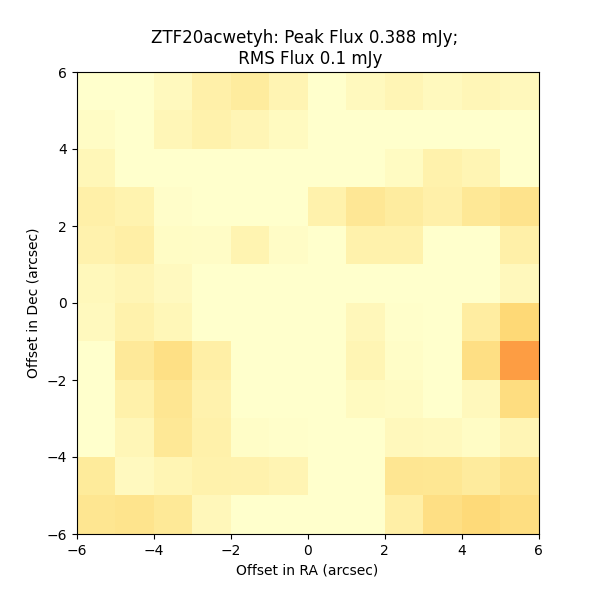 ZTF20acwetyh: Peak Flux 0.388 mJy;
RMS Flux 0.1 mJy
6
4
2
0
−2
−4
−6
Offset in Dec (arcsec)
−6 −4 −2 0 2 4 6
Offset in RA (arcsec)